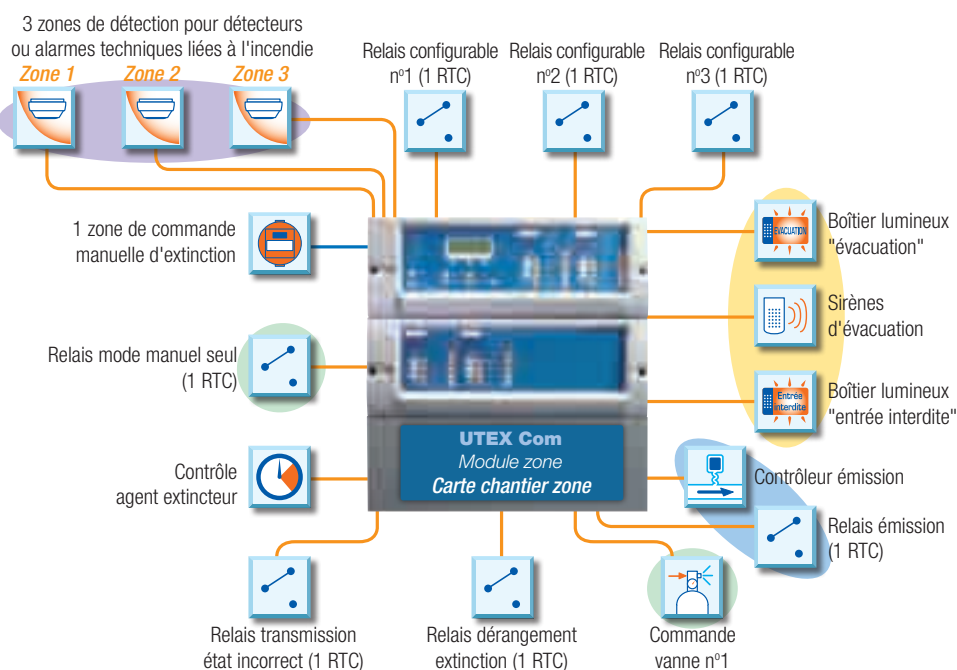 3 zones de détection pour détecteurs
ou alarmes techniques liées à l'incendie
Zone 1
Zone 2
Zone 3
Relais configurable
nº1 (1 RTC)
Relais configurable
nº2 (1 RTC)
Relais configurable
nº3 (1 RTC)
1 zone de commande
manuelle d'extinction
Relais mode manuel seul
(1 RTC)
Contrôle
agent extincteur
UTEX Com
Module zone
Carte chantier zone
EVACUATION
Boîtier lumineux
"évacuation"
Sirènes
d'évacuation
Entrée
interdite
Boîtier lumineux
"entrée interdite"
Contrôleur émission
Relais émission
(1 RTC)
Relais transmission
état incorrect (1 RTC)
Relais dérangement
extinction (1 RTC)
Commande
vanne nº1